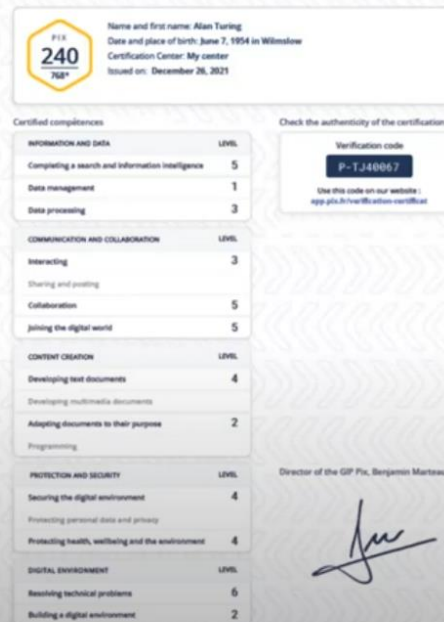 PIX
240
768*
Name and first name: Alan Turing
Date and place of birth: June 7, 1954 in Wilmslow
Certification Center: My center
Issued on: December 26, 2021
Certified compétences
INFORMATION AND DATA LEVEL
Completing a search and information intelligence 5
Data management 1
Data processing 3
COMMUNICATION AND COLLABORATION LEVEL
Interacting 3
Sharing and posting
Collaboration 5
Joining the digital world 5
CONTENT CREATION LEVEL
Developing text documents 4
Developing multimedia documents
Adapting documents to their purpose 2
Programming
PROTECTION AND SECURITY LEVEL
Securing the digital environment 4
Protecting personal data and privacy
Protecting health, wellbeing and the environment 4
DIGITAL ENVIRONMENT LEVEL
Resolving technical problems 6
Building a digital environment 2
Check the authenticity of the certification
Verification code
P-TJ40067
Use this code on our website :
app.pix.fr/verification-certificat
Director of the GIP Pix, Benjamin Marteau